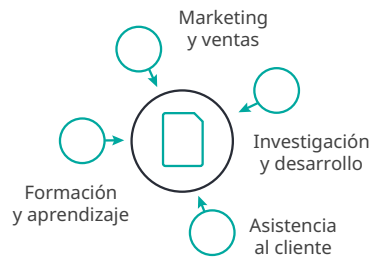 Marketing
y ventas
Investigación
y desarrollo
Formación
y aprendizaje
Asistencia
al cliente